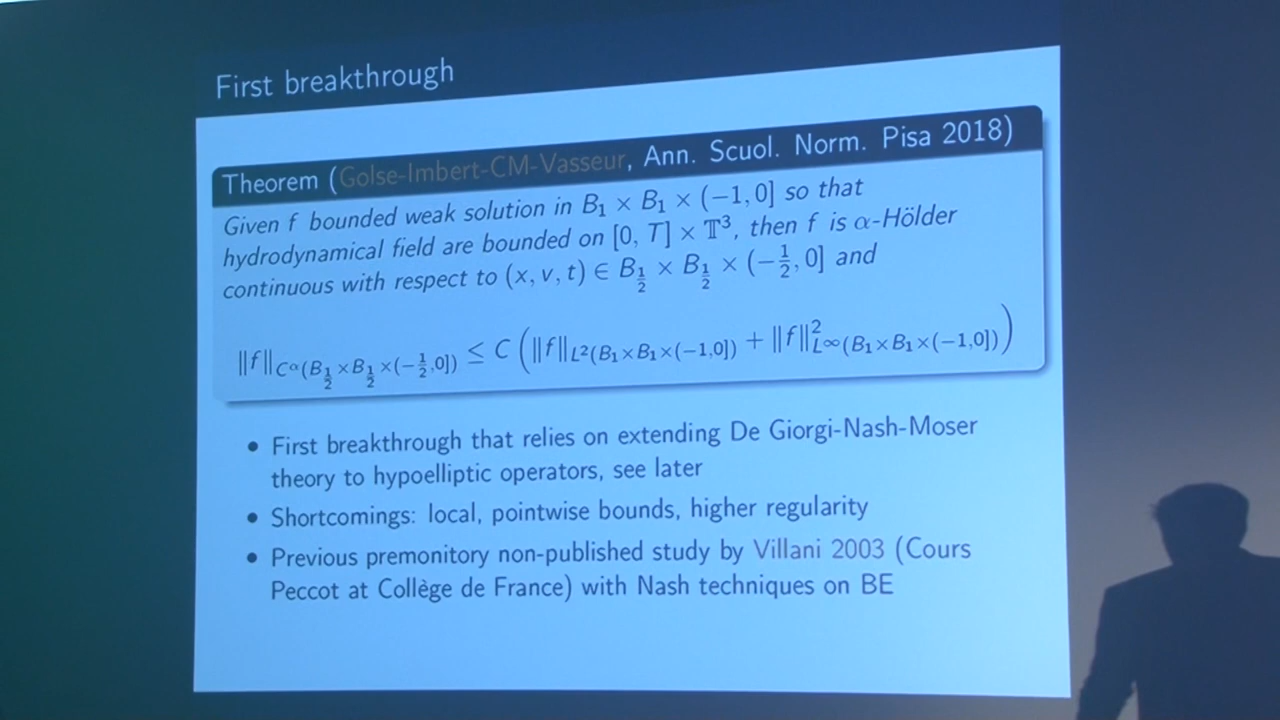 First breakthrough
Theorem (Golse-Imbert-CM-Vasseur, Ann. Scuol. Norm. Pisa 2018)
Given f bounded weak solution in B₁ × B₁ × (−1, 0] so that
hydrodynamical field are bounded on [0, T] × 𝕋³, then f is α-Hölder
continuous with respect to (x, v, t) ∈ B_{1/2} × B_{1/2} × (−1/2, 0] and
‖f‖_{C^α(B_{1/2}×B_{1/2}×(−1/2,0])} ≤ C (‖f‖_{L²(B₁×B₁×(−1,0])} + ‖f‖²_{L^∞(B₁×B₁×(−1,0])})
• First breakthrough that relies on extending De Giorgi-Nash-Moser
theory to hypoelliptic operators, see later
• Shortcomings: local, pointwise bounds, higher regularity
• Previous premonitory non-published study by Villani 2003 (Cours
Peccot at Collège de France) with Nash techniques on BE